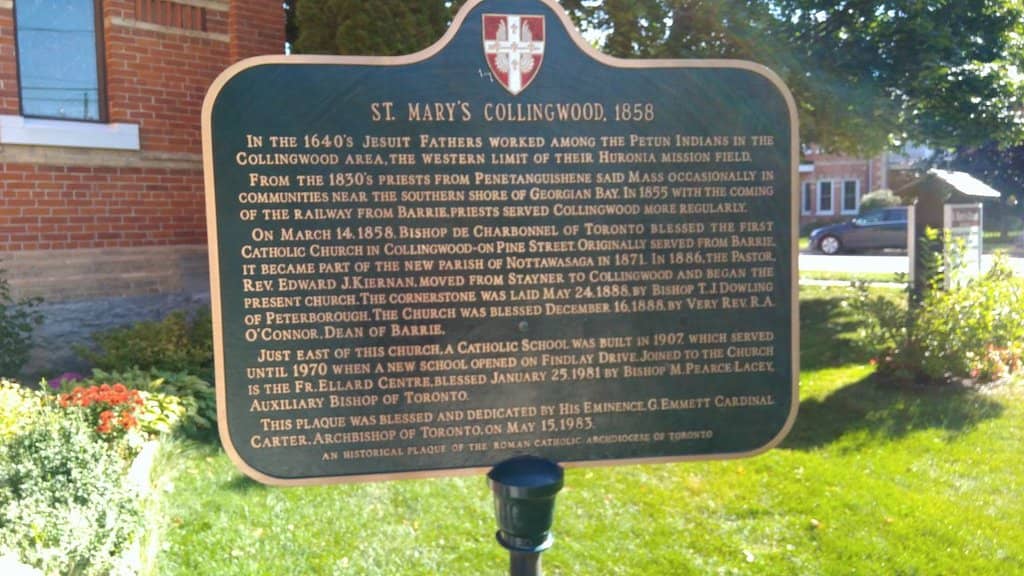 ST. MARY'S COLLINGWOOD, 1858
IN THE 1640'S JESUIT FATHERS WORKED AMONG THE PETUN INDIANS IN THE
COLLINGWOOD AREA, THE WESTERN LIMIT OF THEIR HURONIA MISSION FIELD.
FROM THE 1830'S PRIESTS FROM PENETANGUISHENE SAID MASS OCCASIONALLY IN
COMMUNITIES NEAR THE SOUTHERN SHORE OF GEORGIAN BAY. IN 1855 WITH THE COMING
OF THE RAILWAY FROM BARRIE, PRIESTS SERVED COLLINGWOOD MORE REGULARLY.
ON MARCH 14, 1858, BISHOP DE CHARBONNEL OF TORONTO BLESSED THE FIRST
CATHOLIC CHURCH IN COLLINGWOOD-ON PINE STREET. ORIGINALLY SERVED FROM BARRIE,
IT BECAME PART OF THE NEW PARISH OF NOTTAWASAGA IN 1871. IN 1886, THE PASTOR,
REV. EDWARD J. KIERNAN, MOVED FROM STAYNER TO COLLINGWOOD AND BEGAN THE
PRESENT CHURCH. THE CORNERSTONE WAS LAID MAY 24, 1888, BY BISHOP T.J. DOWLING
OF PETERBOROUGH. THE CHURCH WAS BLESSED DECEMBER 16, 1888, BY VERY REV. R.A.
O'CONNOR, DEAN OF BARRIE.
JUST EAST OF THIS CHURCH, A CATHOLIC SCHOOL WAS BUILT IN 1907, WHICH SERVED
UNTIL 1970 WHEN A NEW SCHOOL OPENED ON FINDLAY DRIVE. JOINED TO THE CHURCH
IS THE FR. ELLARD CENTRE, BLESSED JANUARY 25, 1981 BY BISHOP M. PEARCE LACEY,
AUXILIARY BISHOP OF TORONTO.
THIS PLAQUE WAS BLESSED AND DEDICATED BY HIS EMINENCE, G. EMMETT CARDINAL
CARTER, ARCHBISHOP OF TORONTO, ON MAY 15, 1983.
AN HISTORICAL PLAQUE OF THE ROMAN CATHOLIC ARCHDIOCESE OF TORONTO